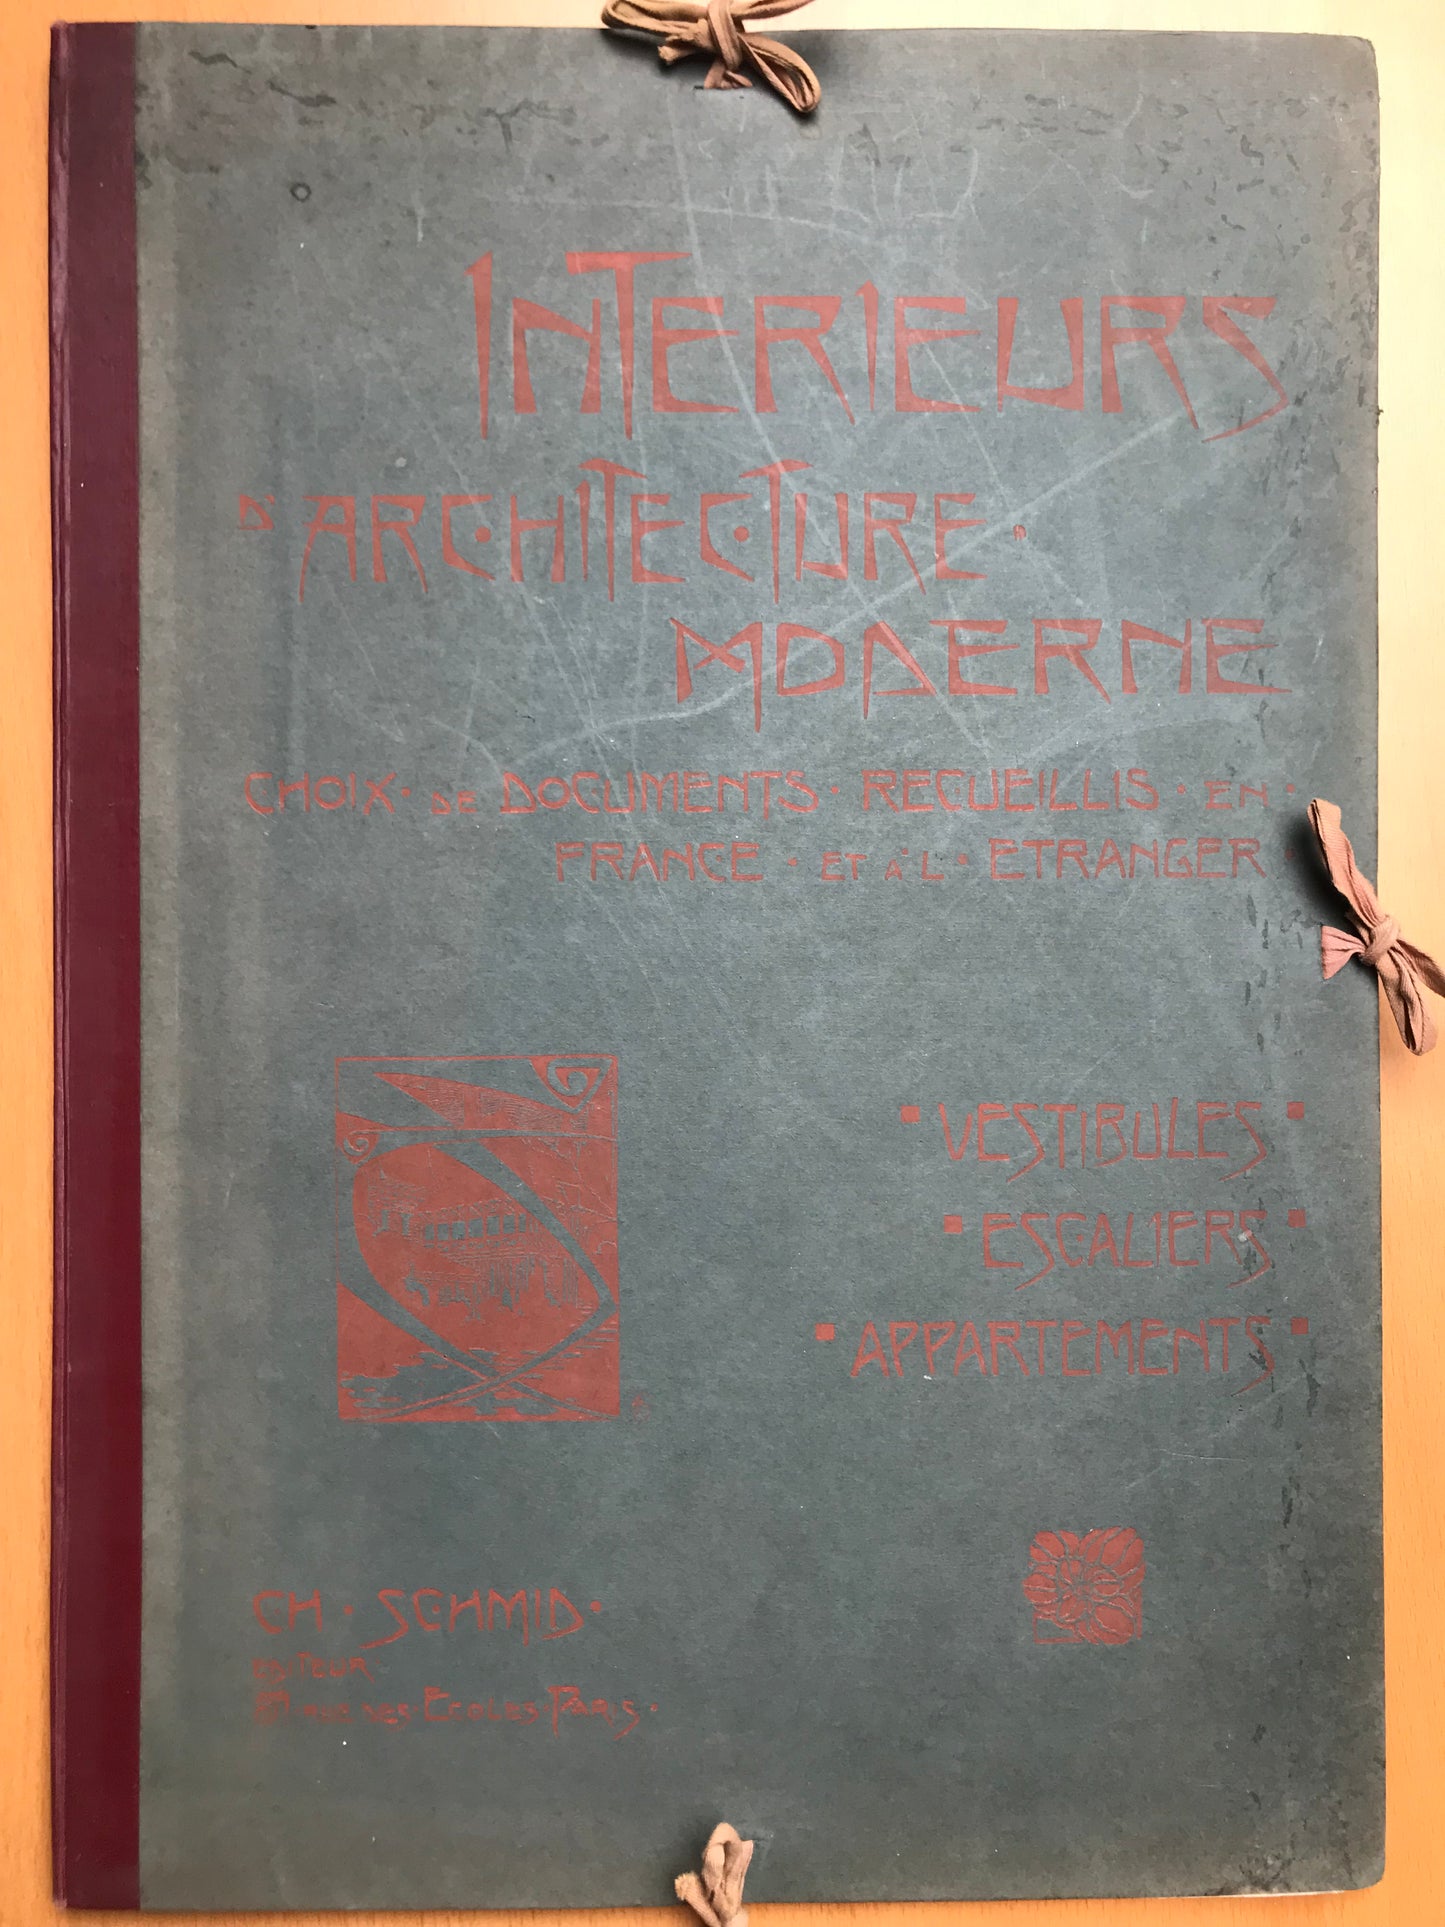 INTERIEURS
D'ARCHITECTURE
MODERNE
CHOIX · DE DOCUMENTS · RECUEILLIS · EN ·
FRANCE · ET À L' · ETRANGER ·
VESTIBULES
ESCALIERS
APPARTEMENTS
CH · SCHMID ·
EDITEUR ·
RUE DES · ECOLES · PARIS ·